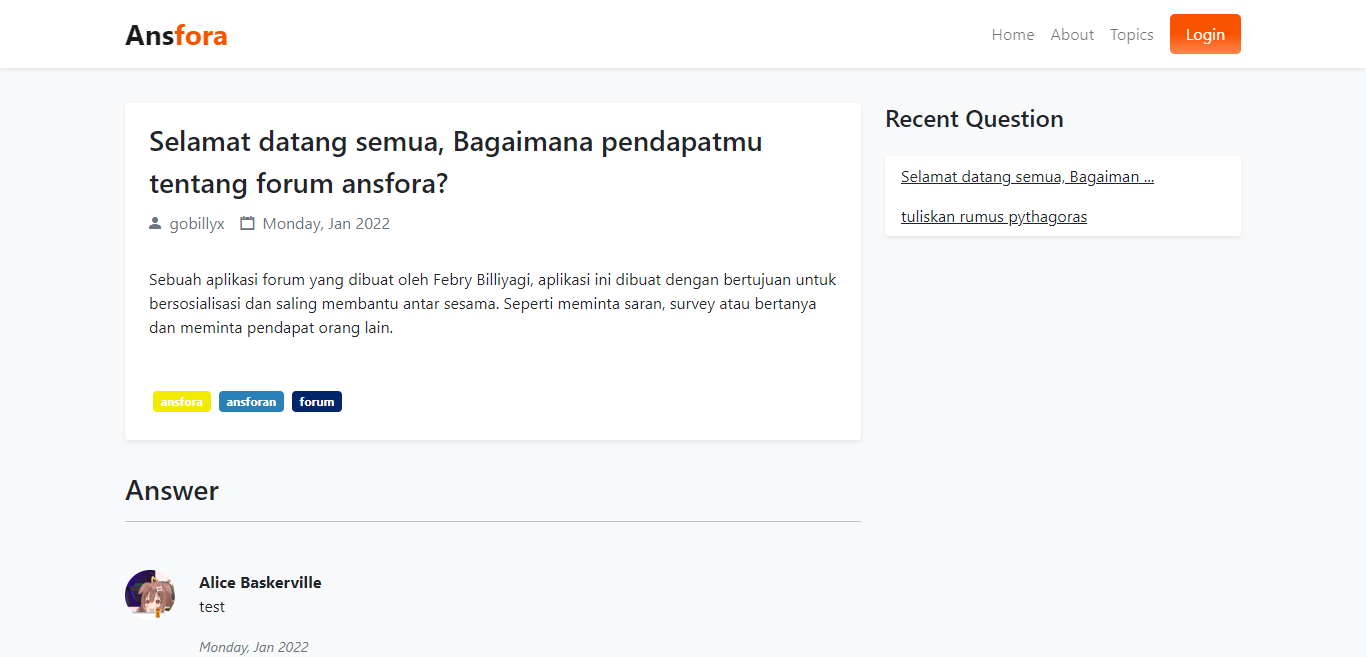 Ansfora
Home About Topics Login
Selamat datang semua, Bagaimana pendapatmu
tentang forum ansfora?
gobillyx Monday, Jan 2022
Sebuah aplikasi forum yang dibuat oleh Febry Billiyagi, aplikasi ini dibuat dengan bertujuan untuk
bersosialisasi dan saling membantu antar sesama. Seperti meminta saran, survey atau bertanya
dan meminta pendapat orang lain.
ansfora ansforan forum
Answer
Alice Baskerville
test
Monday, Jan 2022
Recent Question
Selamat datang semua, Bagaiman ...
tuliskan rumus pythagoras